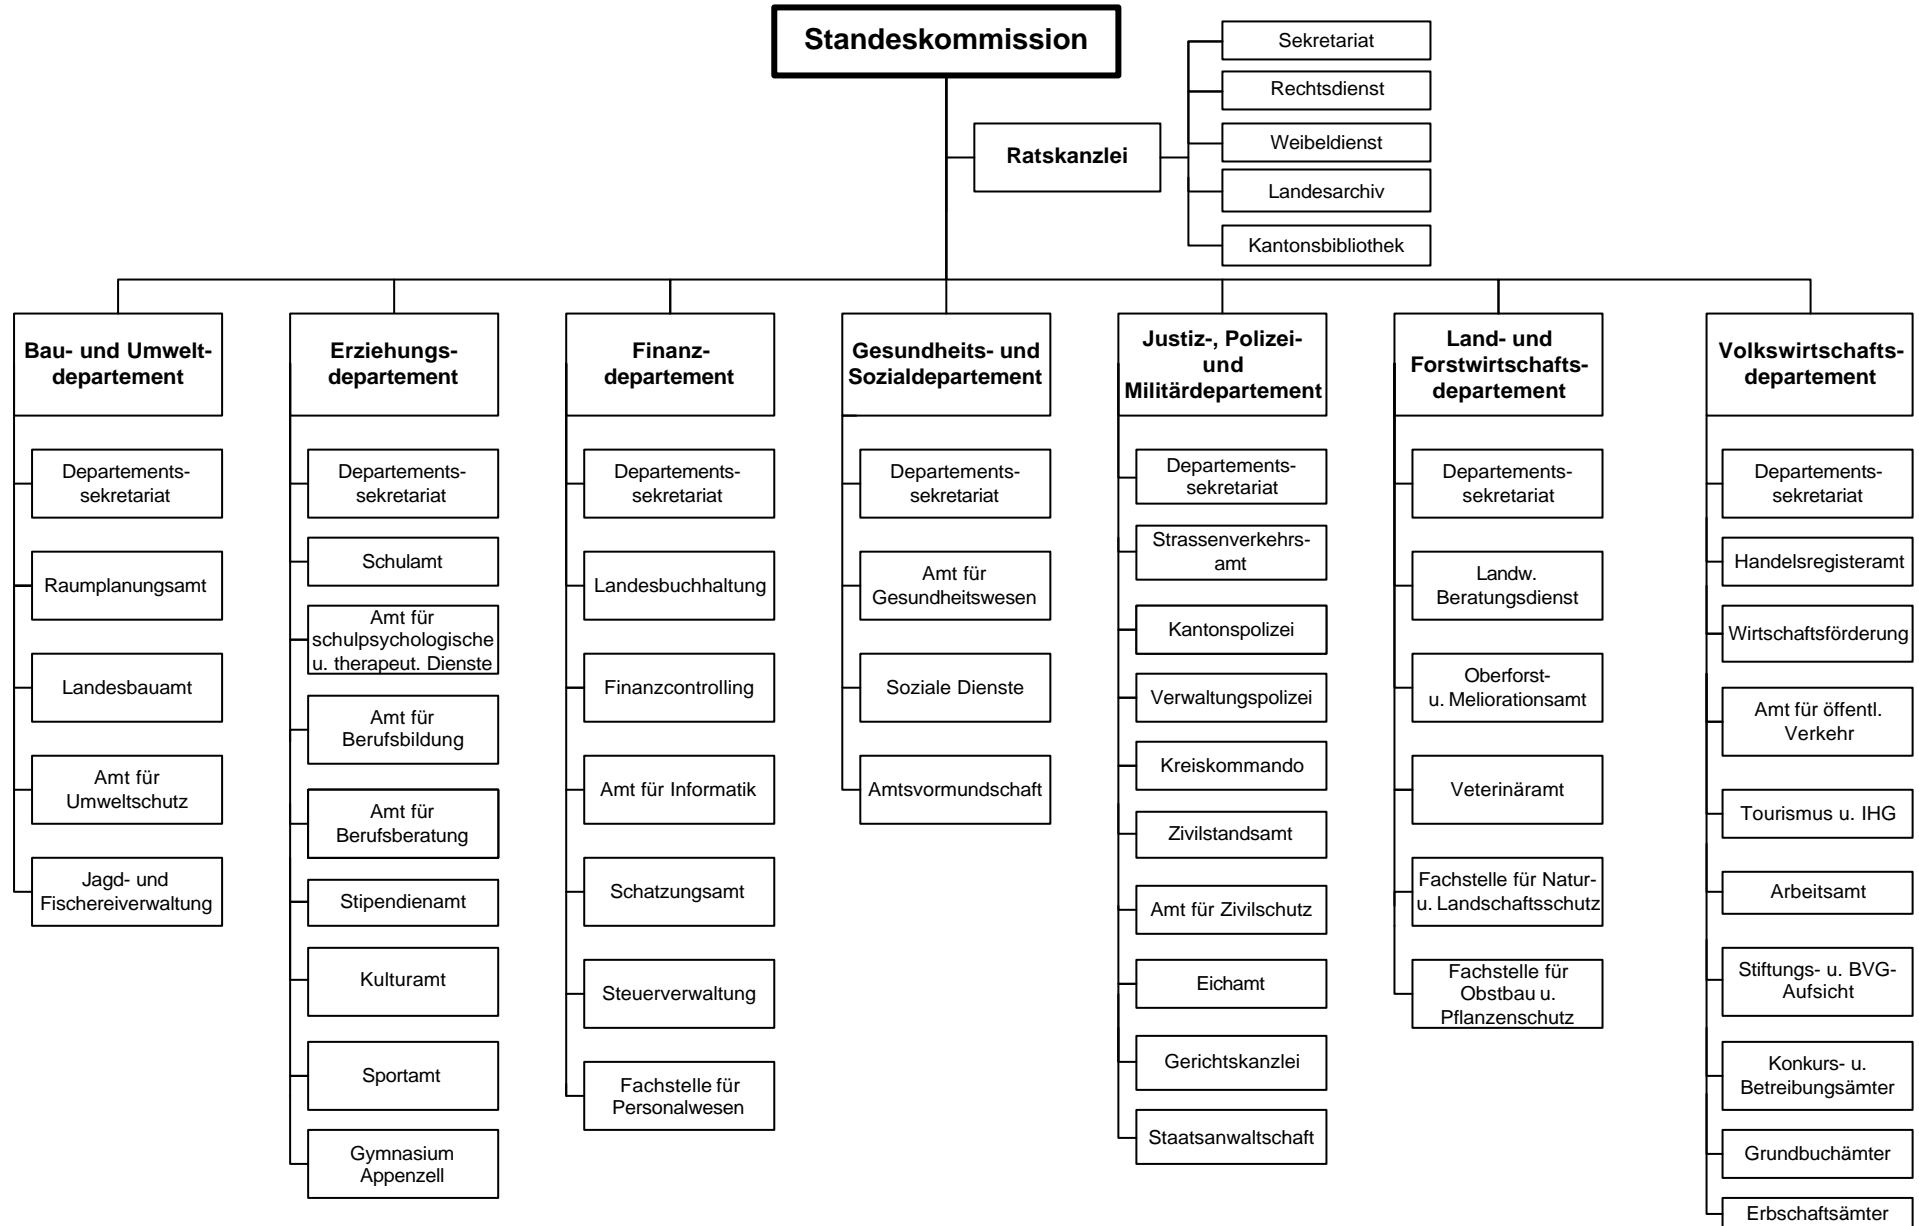 Standeskommission
Sekretariat
Rechtsdienst
Weibeldienst
Landesarchiv
Kantonsbibliothek
Ratskanzlei
Bau- und Umwelt-
departement
Departements-
sekretariat
Raumplanungsamt
Landesbauamt
Amt für
Umweltschutz
Jagd- und
Fischereiverwaltung
Erziehungs-
departement
Departements-
sekretariat
Schulamt
Amt für
schulpsychologische
u. therapeut. Dienste
Amt für
Berufsbildung
Amt für
Berufsberatung
Stipendienamt
Kulturamt
Sportamt
Gymnasium
Appenzell
Finanz-
departement
Departements-
sekretariat
Landesbuchhaltung
Finanzcontrolling
Amt für Informatik
Schatzungsamt
Steuerverwaltung
Fachstelle für
Personalwesen
Gesundheits- und
Sozialdepartement
Departements-
sekretariat
Amt für
Gesundheitswesen
Soziale Dienste
Amtsvormundschaft
Justiz-, Polizei-
und
Militärdepartement
Departements-
sekretariat
Strassenverkehrs-
amt
Kantonspolizei
Verwaltungspolizei
Kreiskommando
Zivilstandsamt
Amt für Zivilschutz
Eichamt
Gerichtskanzlei
Staatsanwaltschaft
Land- und
Forstwirtschafts-
departement
Departements-
sekretariat
Landw.
Beratungsdienst
Oberforst-
u. Meliorationsamt
Veterinäramt
Fachstelle für Natur-
u. Landschaftsschutz
Fachstelle für
Obstbau u.
Pflanzenschutz
Volkswirtschafts-
departement
Departements-
sekretariat
Handelsregisteramt
Wirtschaftsförderung
Amt für öffentl.
Verkehr
Tourismus u. IHG
Arbeitsamt
Stiftungs- u. BVG-
Aufsicht
Konkurs- u.
Betreibungsämter
Grundbuchämter
Erbschaftsämter